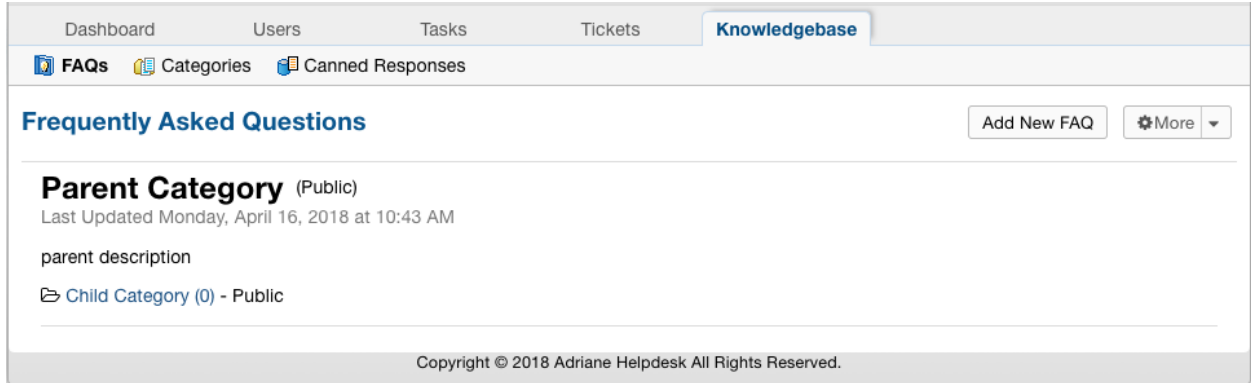 Dashboard Users Tasks Tickets Knowledgebase
FAQs Categories Canned Responses
Frequently Asked Questions Add New FAQ More
Parent Category (Public)
Last Updated Monday, April 16, 2018 at 10:43 AM
parent description
Child Category (0) - Public
Copyright © 2018 Adriane Helpdesk All Rights Reserved.